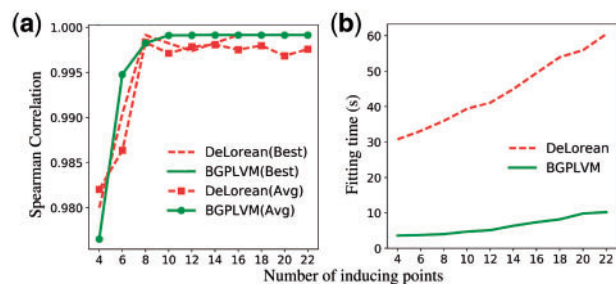 (a)
1.000
0.995
0.990
0.985
0.980
Spearman Correlation
DeLorean(Best)
BGPLVM(Best)
DeLorean(Avg)
BGPLVM(Avg)
4 6 8 10 12 14 16 18 20 22
(b)
60
50
40
30
20
10
0
Fitting time (s)
DeLorean
BGPLVM
4 6 8 10 12 14 16 18 20 22
Number of inducing points